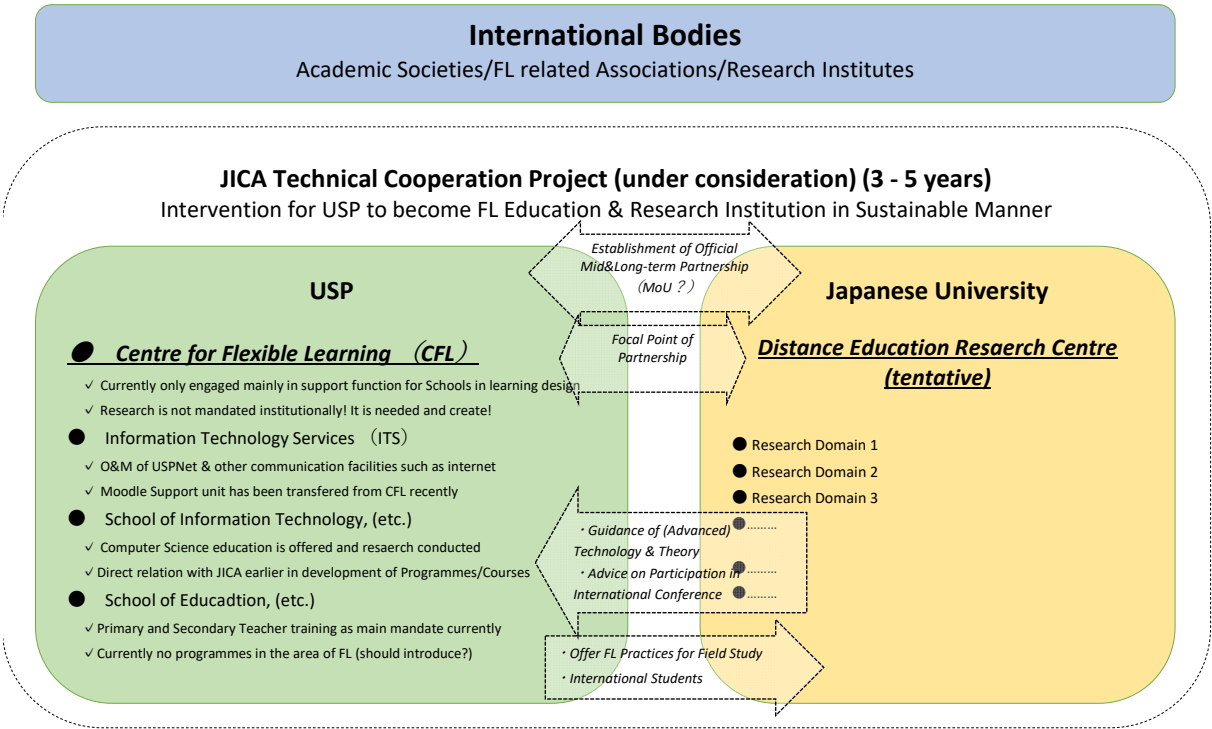 International Bodies
Academic Societies/FL related Associations/Research Institutes
JICA Technical Cooperation Project (under consideration) (3 - 5 years)
Intervention for USP to become FL Education & Research Institution in Sustainable Manner
Establishment of Official
Mid&Long-term Partnership
（MoU？）
USP
Japanese University
Focal Point of
Partnership
● Centre for Flexible Learning （CFL）
✓ Currently only engaged mainly in support function for Schools in learning design
✓ Research is not mandated institutionally! It is needed and create!
● Information Technology Services （ITS）
✓ O&M of USPNet & other communication facilities such as internet
✓ Moodle Support unit has been transfered from CFL recently
● School of Information Technology, (etc.)
✓ Computer Science education is offered and resaerch conducted
✓ Direct relation with JICA earlier in development of Programmes/Courses
● School of Educadtion, (etc.)
✓ Primary and Secondary Teacher training as main mandate currently
✓ Currently no programmes in the area of FL (should introduce?)
Distance Education Resaerch Centre
(tentative)
● Research Domain 1
● Research Domain 2
● Research Domain 3
● .........
● .........
● .........
・Guidance of (Advanced)
Technology & Theory
・Advice on Participation in
International Conference
・Offer FL Practices for Field Study
・International Students